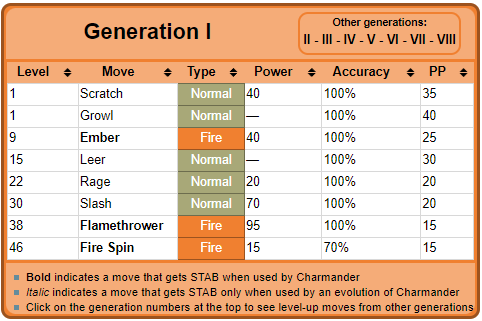 Generation I
Other generations:
II - III - IV - V - VI - VII - VIII
Level Move Type Power Accuracy PP
1 Scratch Normal 40 100% 35
1 Growl Normal — 100% 40
9 Ember Fire 40 100% 25
15 Leer Normal — 100% 30
22 Rage Normal 20 100% 20
30 Slash Normal 70 100% 20
38 Flamethrower Fire 95 100% 15
46 Fire Spin Fire 15 70% 15
Bold indicates a move that gets STAB when used by Charmander
Italic indicates a move that gets STAB only when used by an evolution of Charmander
Click on the generation numbers at the top to see level-up moves from other generations